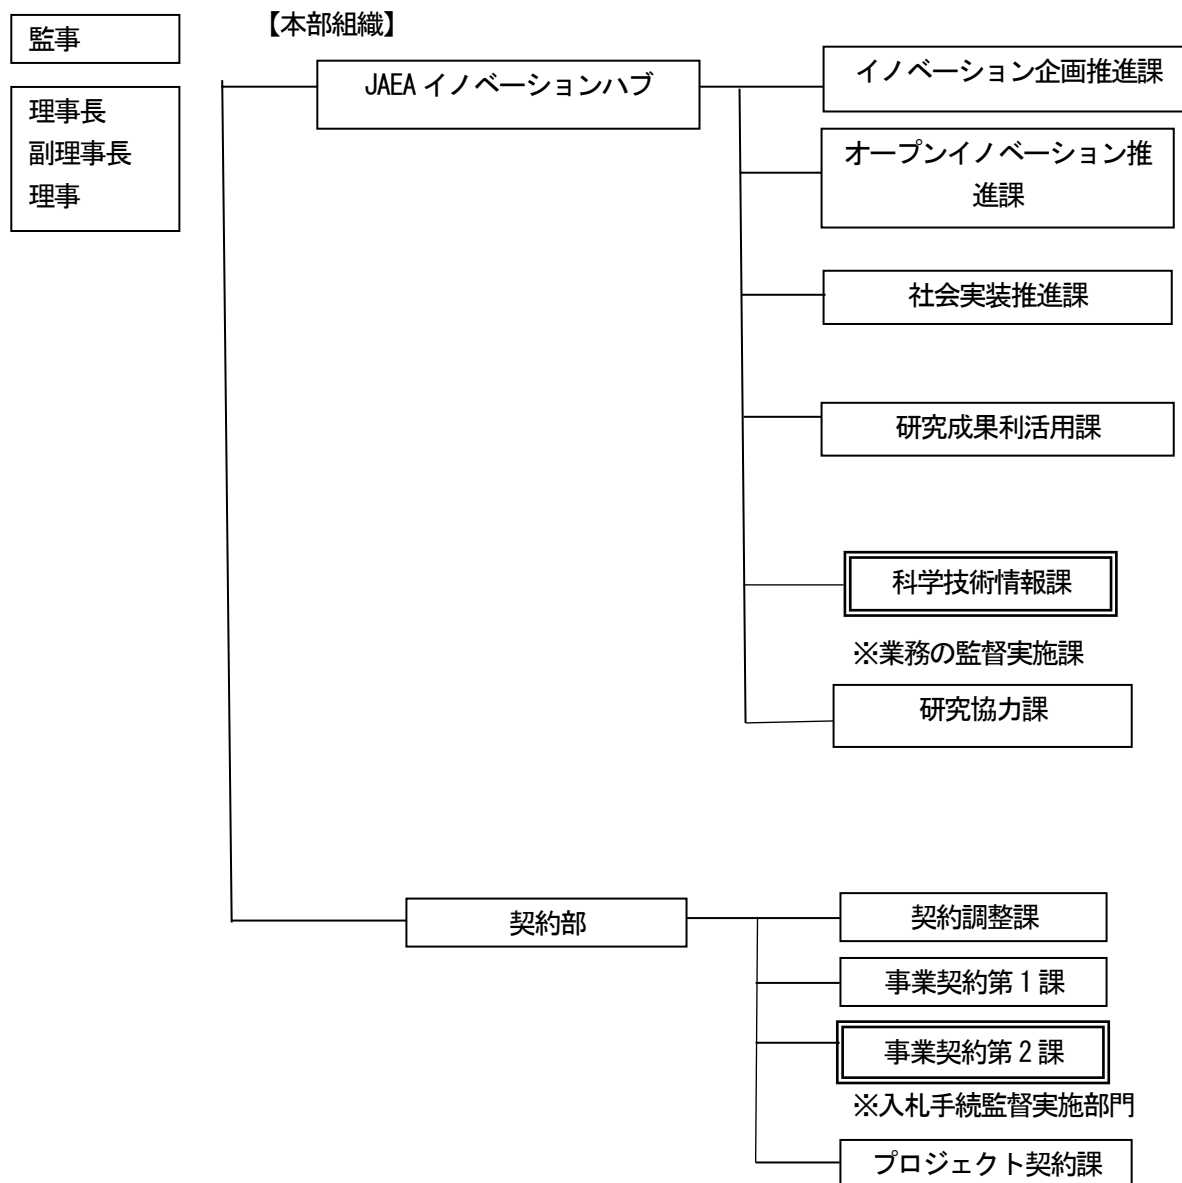 監事
【本部組織】
理事長
副理事長
理事
JAEA イノベーションハブ
イノベーション企画推進課
オープンイノベーション推
進課
社会実装推進課
研究成果利活用課
科学技術情報課
※業務の監督実施課
研究協力課
契約部
契約調整課
事業契約第1課
事業契約第2課
※入札手続監督実施部門
プロジェクト契約課